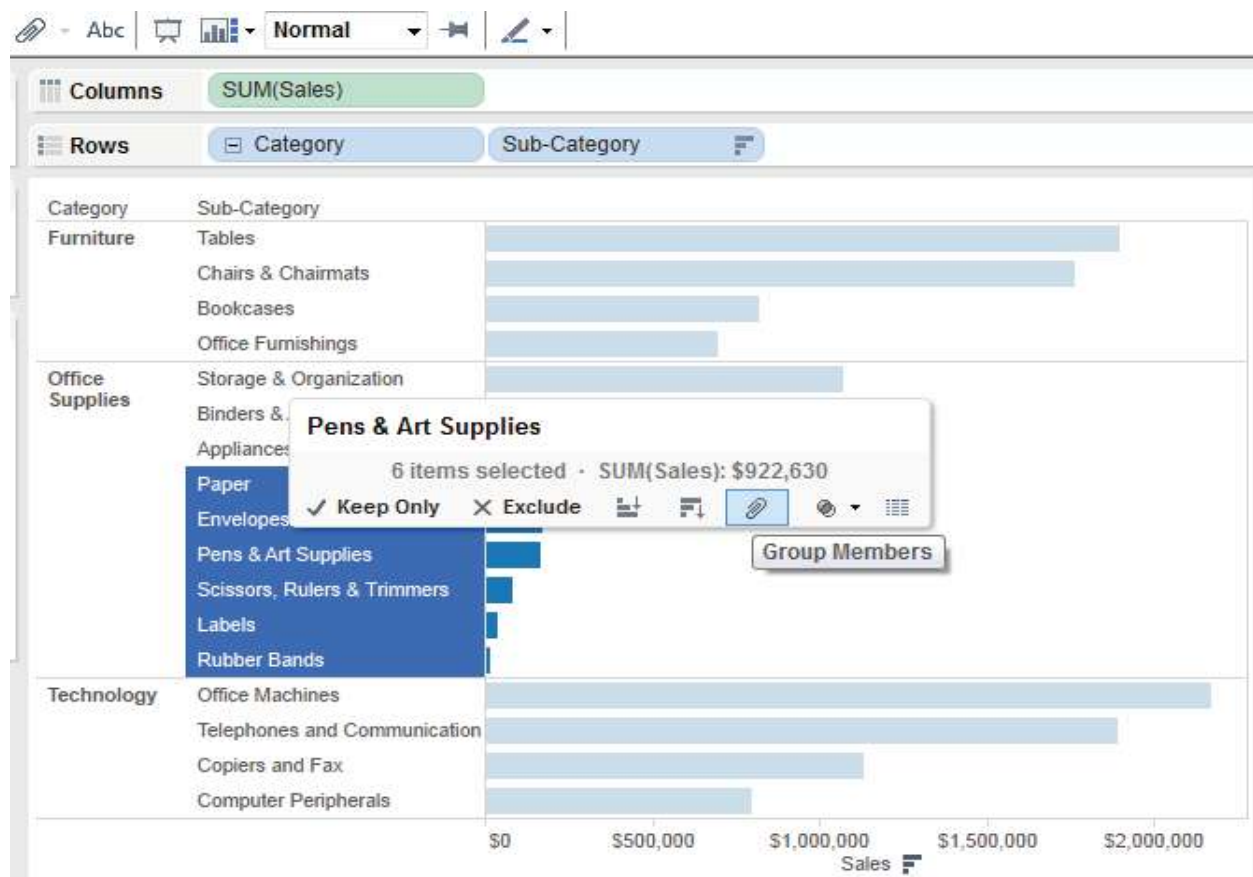 Abc Normal
Columns SUM(Sales)
Rows Category Sub-Category
Category Sub-Category
Furniture Tables
Chairs & Chairmats
Bookcases
Office Furnishings
Office Supplies Storage & Organization
Binders &
Appliances
Pens & Art Supplies
6 items selected · SUM(Sales): $922,630
Keep Only Exclude
Group Members
Paper
Envelopes
Pens & Art Supplies
Scissors, Rulers & Trimmers
Labels
Rubber Bands
Technology Office Machines
Telephones and Communication
Copiers and Fax
Computer Peripherals
$0 $500,000 $1,000,000 $1,500,000 $2,000,000
Sales